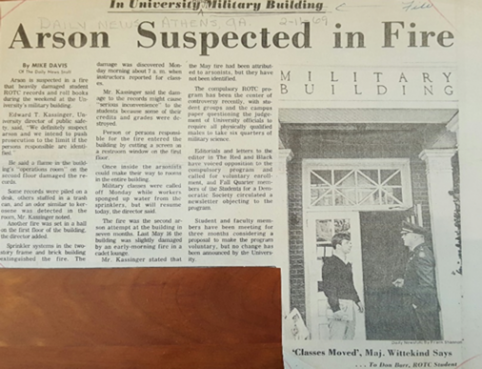 In University Military Building
DAILY NEWS ATHENS, GA. 2-11-69
Arson Suspected in Fire
By MIKE DAVIS
Of The Daily News Staff
Arson is suspected in a fire
that heavily damaged student
ROTC records and roll books
during the weekend at the Uni-
versity's military building.
Edward T. Kassinger, Uni-
versity director of public safe-
ty, said, "We definitely suspect
arson and we intend to push
prosecution to the limit if the
persons responsible are identi-
fied."
He said a flame in the build-
ing's "operations room" on the
second floor damaged the rec-
ords.
Some records were piled on a
desk, others stuffed in a trash
can, and an odor similar to ker-
osene was detected in the
room, Mr. Kassinger noted.
Another fire was set in a hall
on the first floor of the building,
the director added.
Sprinkler systems in the two-
story frame and brick building
extinguished the fire. The
damage was discovered Mon-
day morning about 7 a. m. when
instructors reported for class-
es.
Mr. Kassinger said the dam-
age to the records might cause
"serious inconvenience" to the
students because some of their
credits and grades were de-
stroyed.
Person or persons responsi-
ble for the fire entered the
building by cutting a screen on
a restroom window on the first
floor.
Once inside the arsonists
could make their way to rooms
in the entire building.
Military classes were called
off Monday while workmen
sponged up water from the
sprinklers, but will resume
today, the director said.
The fire was the second ar-
son attempt at the building in
seven months. Last May 18 the
building was slightly damaged
by an early-morning fire in a
cadet lounge.
Mr. Kassinger stated that
the May fire had been attribut-
ed to arsonists, but they have
not been identified.
The compulsory ROTC pro-
gram has been the center of
controversy recently, with stu-
dent groups and the campus
paper questioning the judge-
ment of University officials to
require all physically qualified
males to take six quarters of
military science.
Editorials and letters to the
editor in The Red and Black
have voiced opposition to the
compulsory program and
called for voluntary enroll-
ment, and Fall Quarter mem-
bers of the Students for a Dem-
ocratic Society circulated a
newsletter objecting to the
program.
Student and faculty mem-
bers have been meeting for
three months considering a
proposal to make the program
voluntary, but no change has
been announced by the Univer-
sity.
MILITARY
BUILDING
'Classes Moved', Maj. Wittekind Says
... To Don Barr, ROTC Student